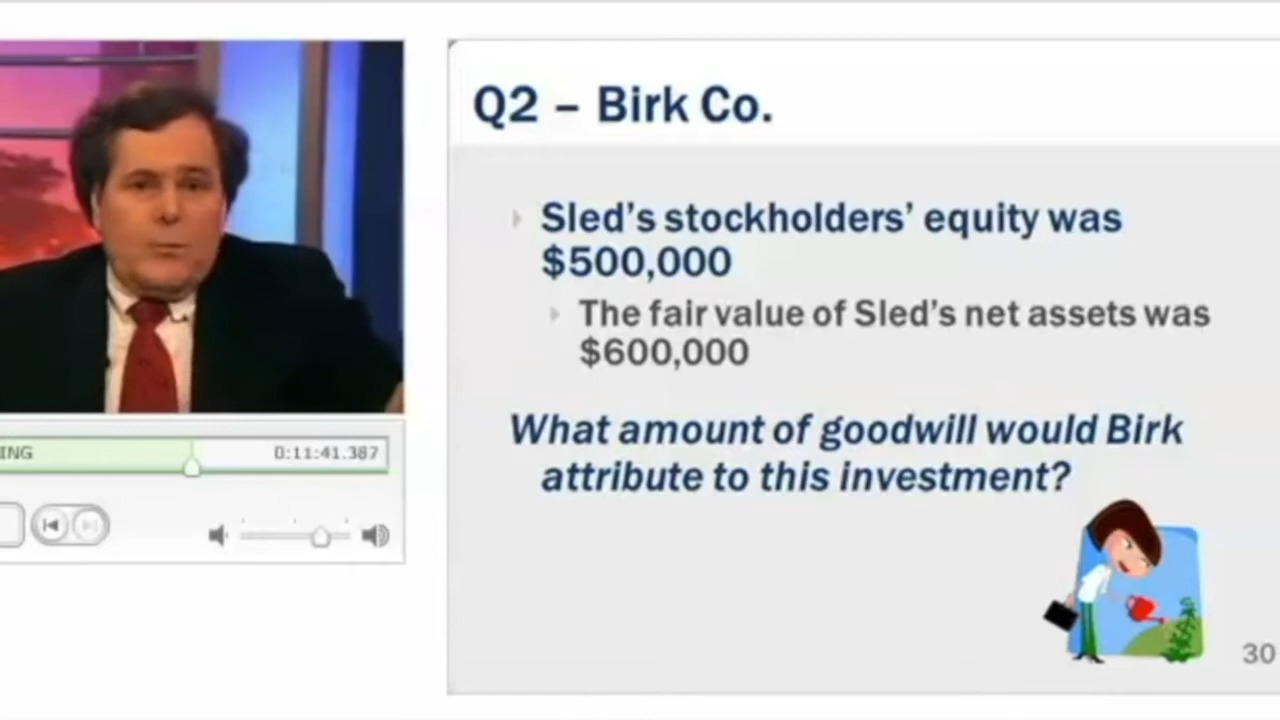 Q2 – Birk Co.
Sled's stockholders' equity was
$500,000
The fair value of Sled's net assets was
$600,000
What amount of goodwill would Birk
attribute to this investment?
ING
0:11:41.387
30